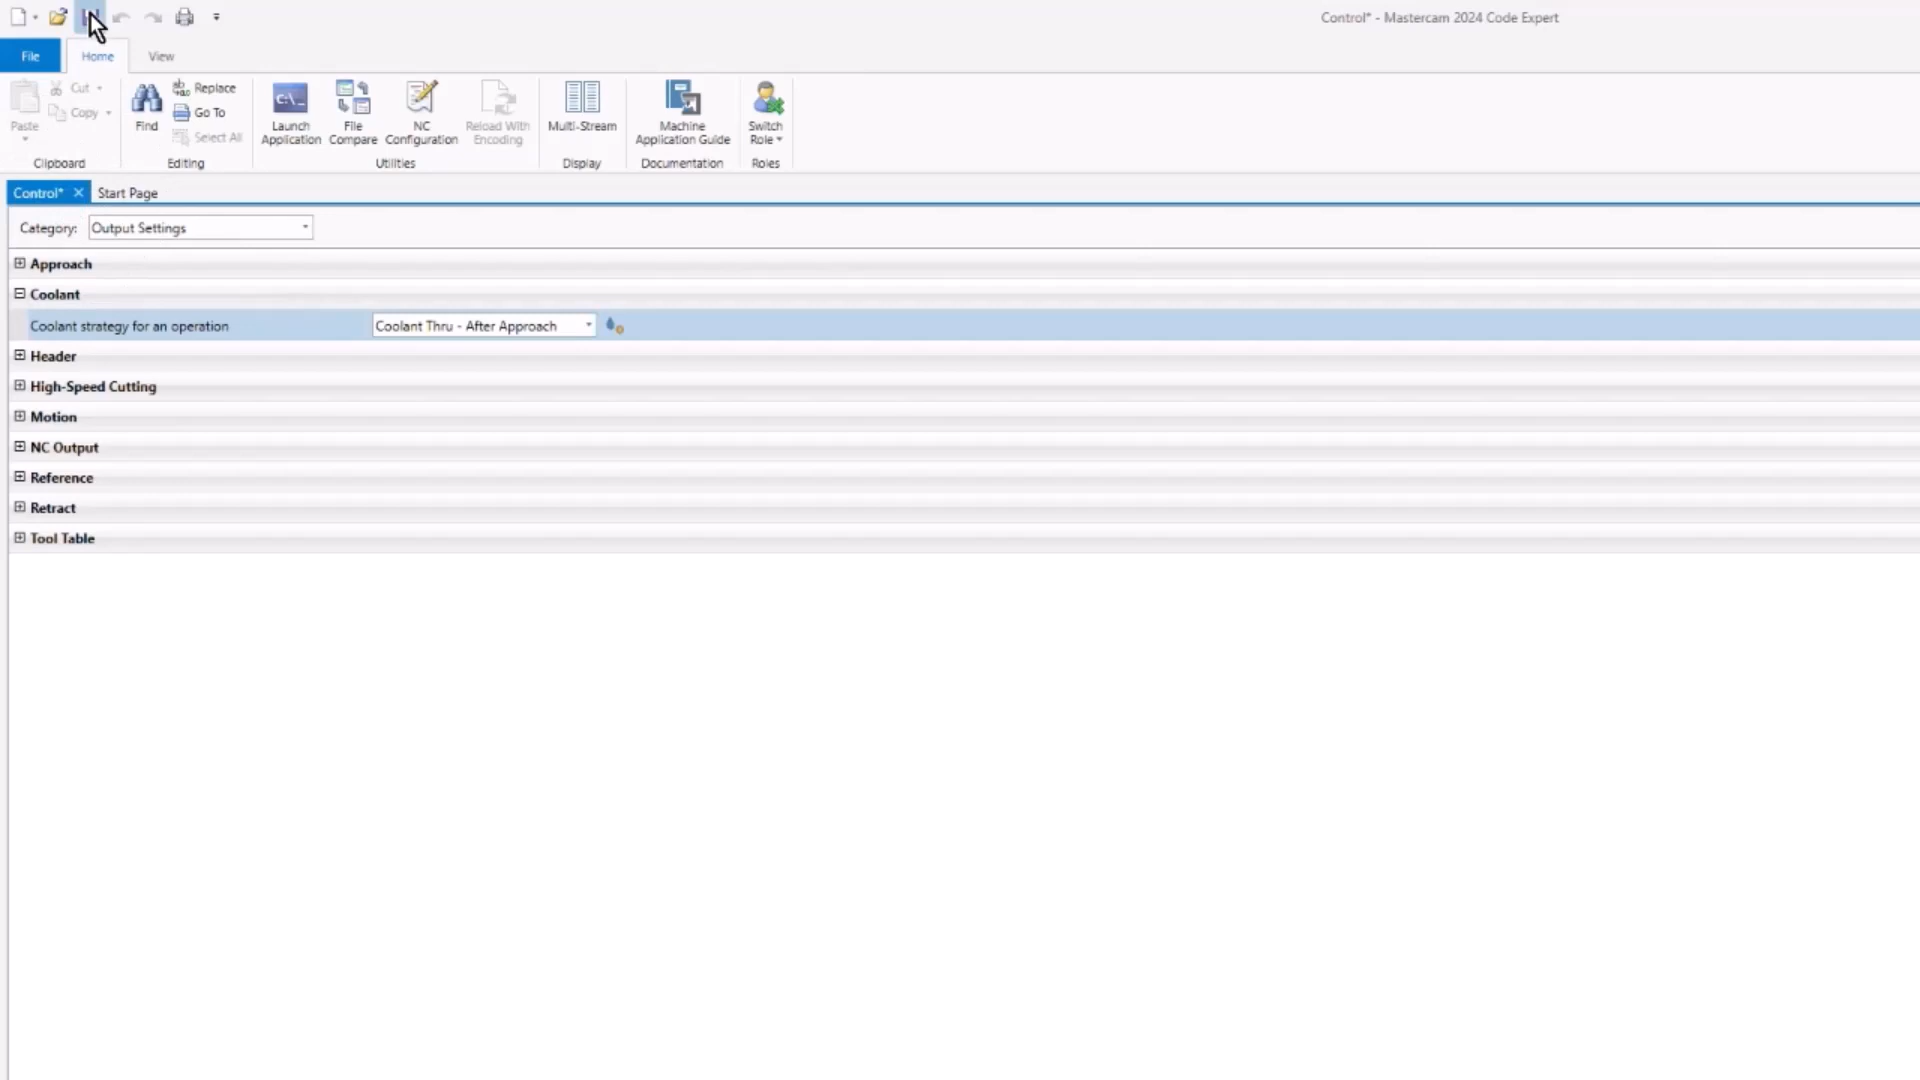 Control* - Mastercam 2024 Code Expert
File Home View
Paste
Cut
Copy
Clipboard
Find
Replace
Go To
Select All
Editing
C:\_
Launch
Application
File
Compare
NC
Configuration
Reload With
Encoding
Utilities
Multi-Stream
Display
Machine
Application Guide
Documentation
Switch
Role
Roles
Control* Start Page
Category: Output Settings
Approach
Coolant
Coolant strategy for an operation Coolant Thru - After Approach
Header
High-Speed Cutting
Motion
NC Output
Reference
Retract
Tool Table